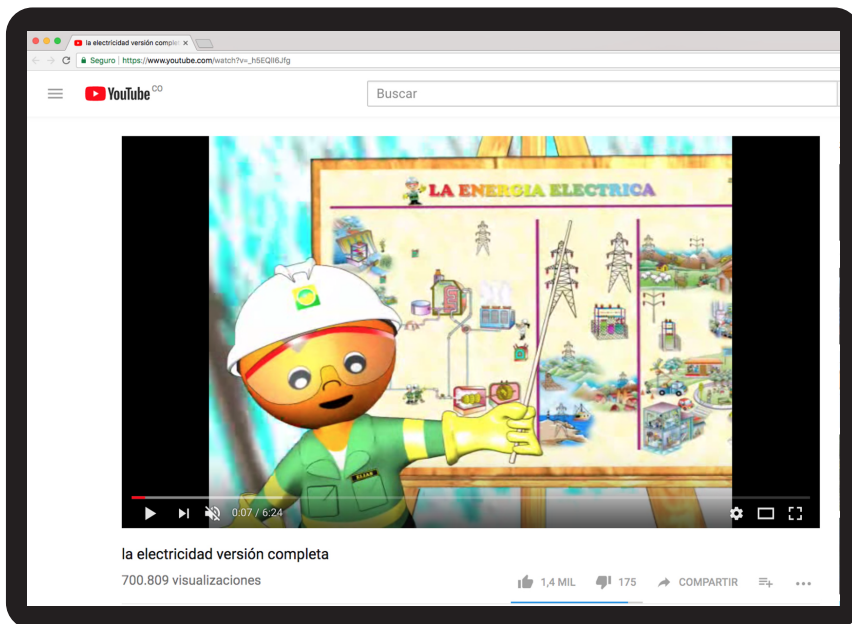 la electricidad versión comple
Seguro | https://www.youtube.com/watch?v=_h5EQIl6Jfg
YouTube CO
Buscar
LA ENERGIA ELECTRICA
0:07 / 6:24
la electricidad versión completa
700.809 visualizaciones
1,4 MIL 175 COMPARTIR